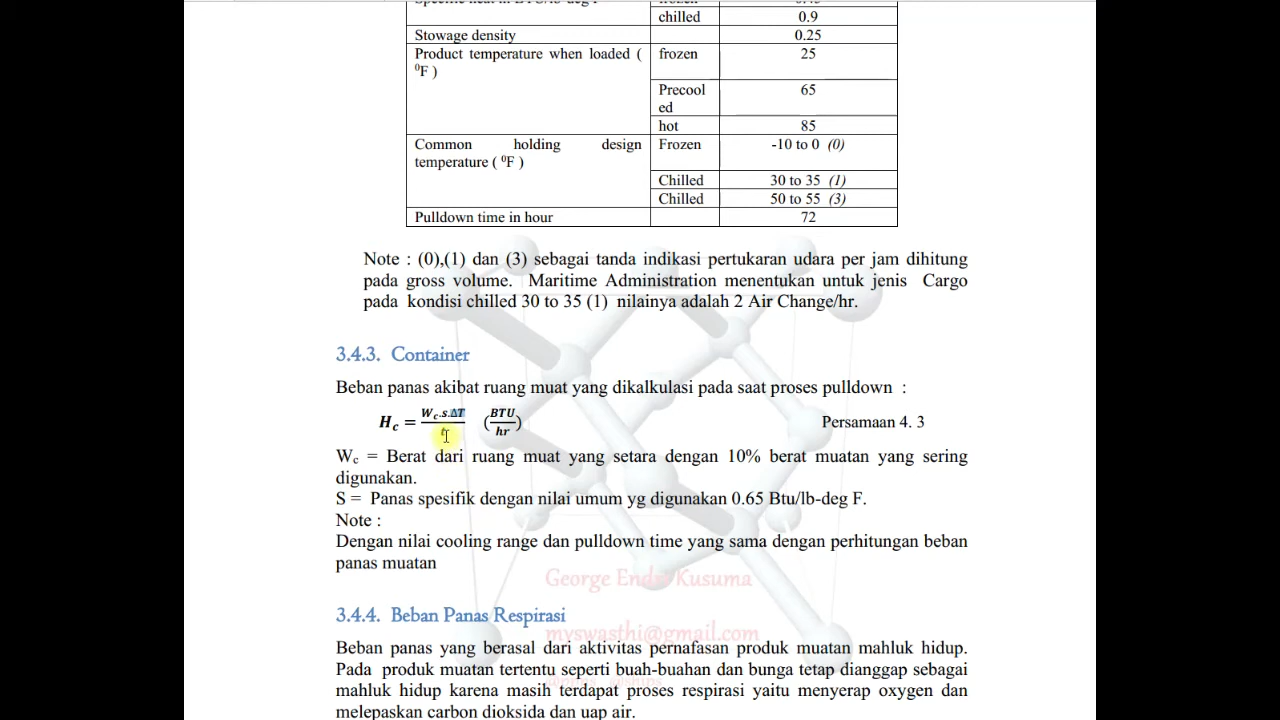 chilled 0.9
Stowage density 0.25
Product temperature when loaded ( frozen 25
⁰F )
Precool 65
ed
hot 85
Common holding design Frozen -10 to 0 (0)
temperature ( ⁰F )
Chilled 30 to 35 (1)
Chilled 50 to 55 (3)
Pulldown time in hour 72
Note : (0),(1) dan (3) sebagai tanda indikasi pertukaran udara per jam dihitung
pada gross volume. Maritime Administration menentukan untuk jenis Cargo
pada kondisi chilled 30 to 35 (1) nilainya adalah 2 Air Change/hr.
3.4.3. Container
Beban panas akibat ruang muat yang dikalkulasi pada saat proses pulldown :
H_c = W_c.s.ΔT / t (BTU/hr) Persamaan 4. 3
W_c = Berat dari ruang muat yang setara dengan 10% berat muatan yang sering
digunakan.
S = Panas spesifik dengan nilai umum yg digunakan 0.65 Btu/lb-deg F.
Note :
Dengan nilai cooling range dan pulldown time yang sama dengan perhitungan beban
panas muatan
George Endri Kusuma
3.4.4. Beban Panas Respirasi
myswasthi@gmail.com
Beban panas yang berasal dari aktivitas pernafasan produk muatan mahluk hidup.
Pada produk muatan tertentu seperti buah-buahan dan bunga tetap dianggap sebagai
mahluk hidup karena masih terdapat proses respirasi yaitu menyerap oxygen dan
melepaskan carbon dioksida dan uap air.